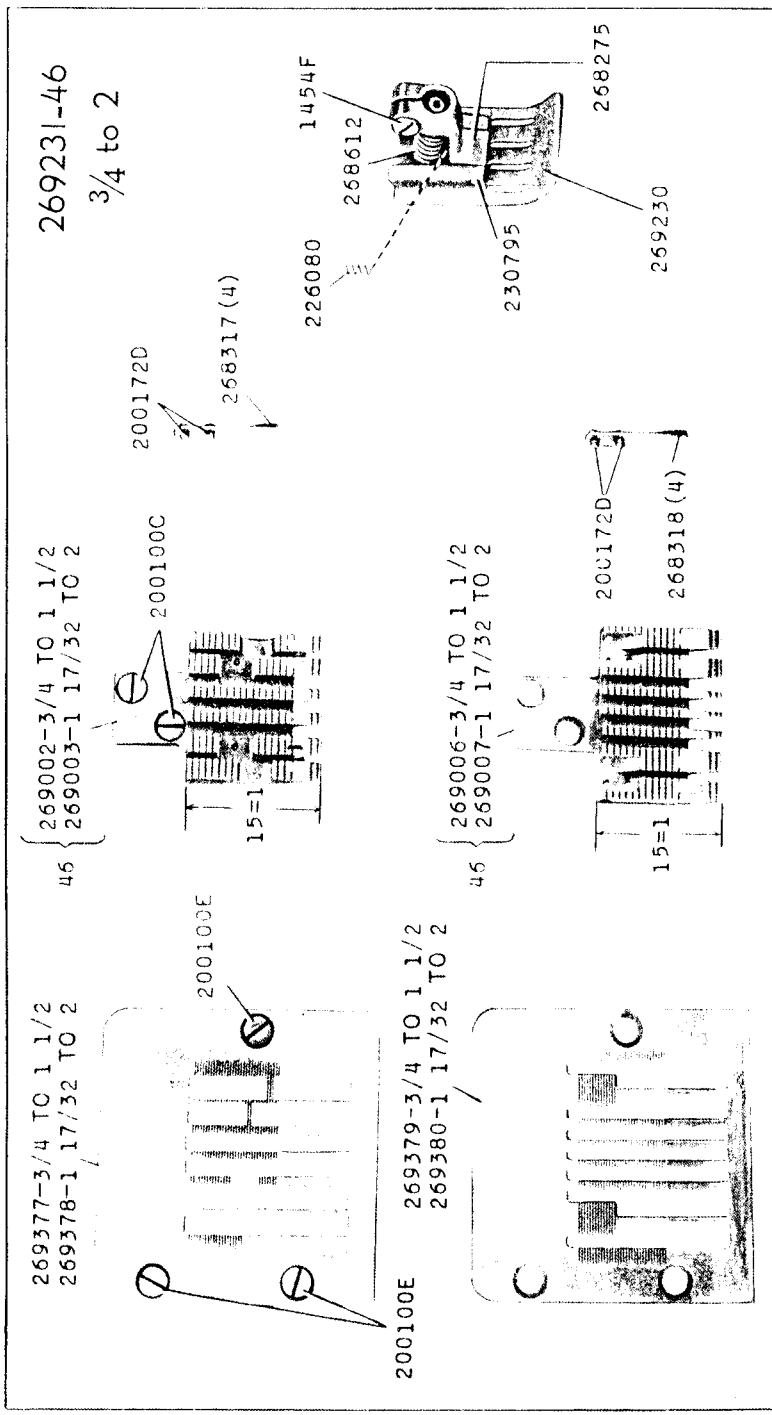 269377-3/4 TO 1 1/2
269378-1 17/32 TO 2
200100E
200100E
269379-3/4 TO 1 1/2
269380-1 17/32 TO 2
46
269002-3/4 TO 1 1/2
269003-1 17/32 TO 2
200100C
15=1
46
269006-3/4 TO 1 1/2
269007-1 17/32 TO 2
15=1
200172D
268317(4)
200172D
268318(4)
269231-46
3/4 to 2
1454F
268612
226080
268275
230795
269230